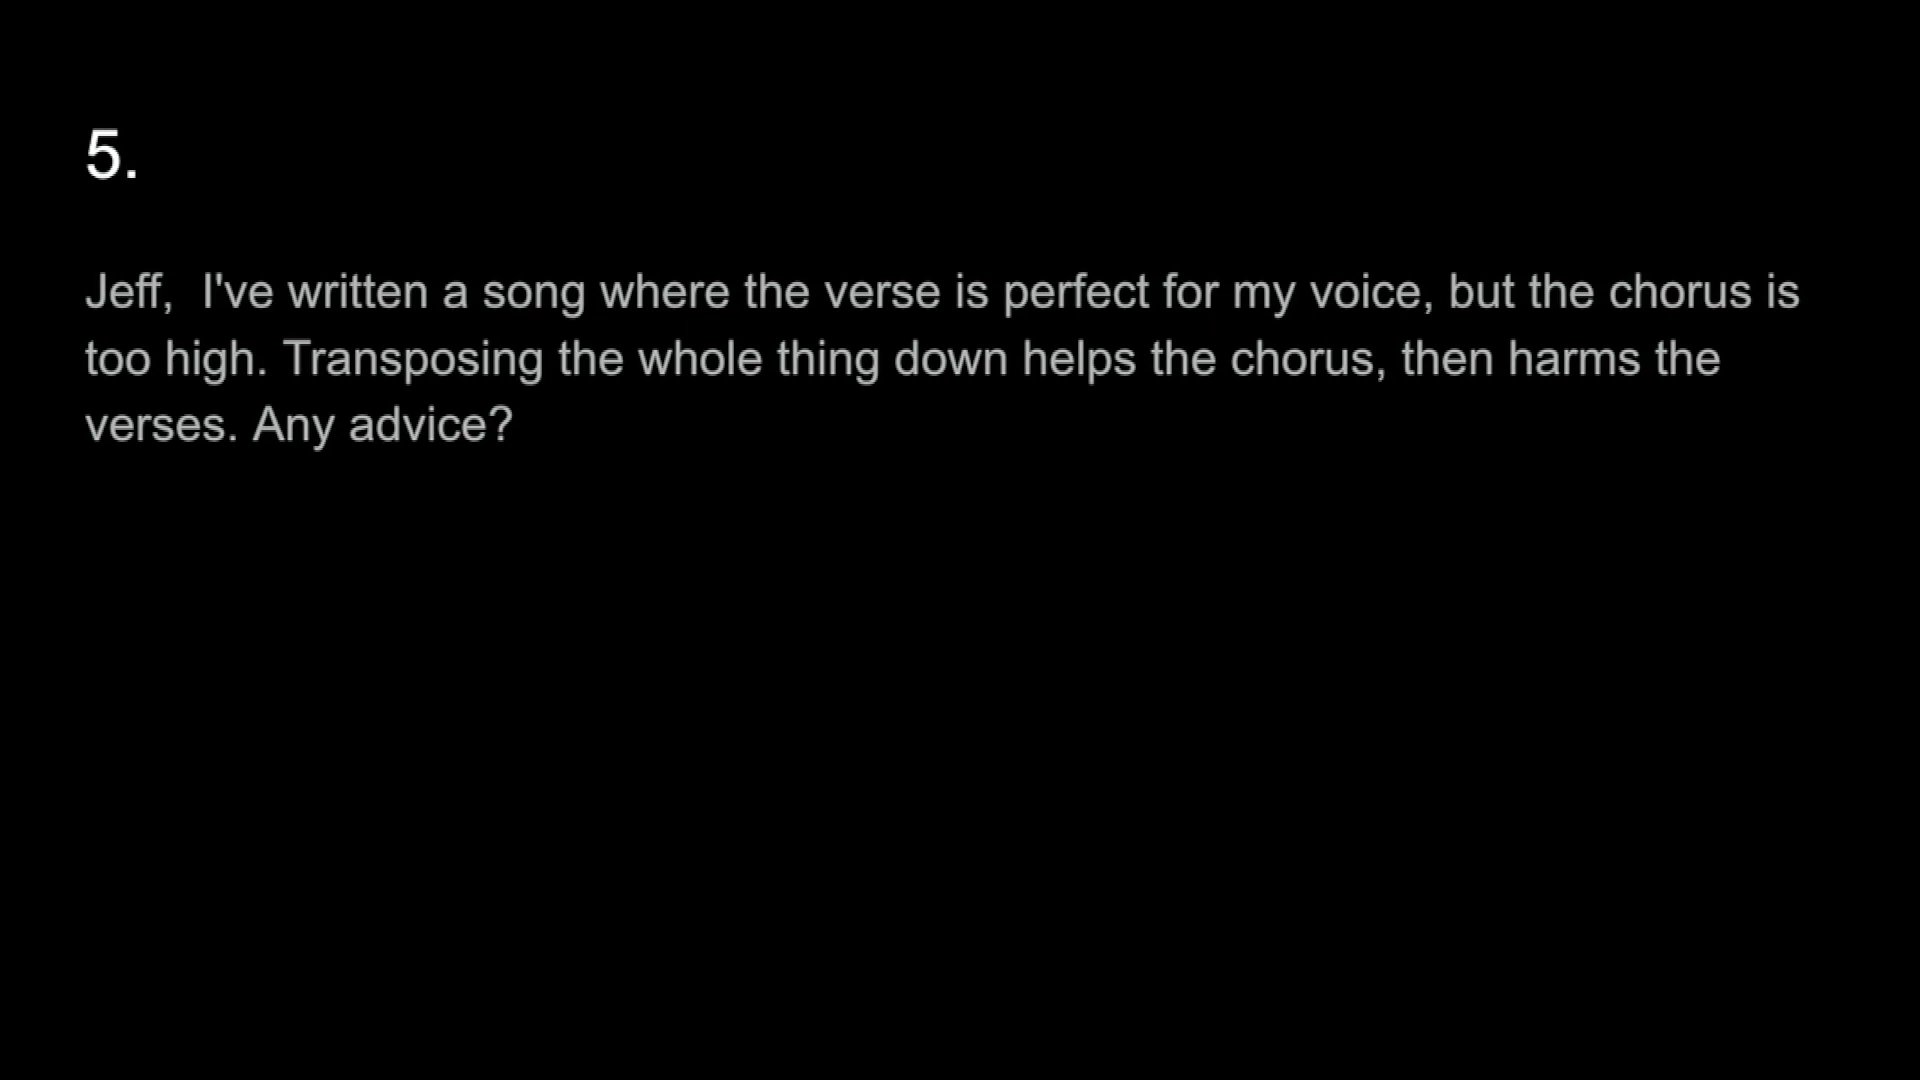 5.
Jeff,  I've written a song where the verse is perfect for my voice, but the chorus is
too high. Transposing the whole thing down helps the chorus, then harms the
verses. Any advice?